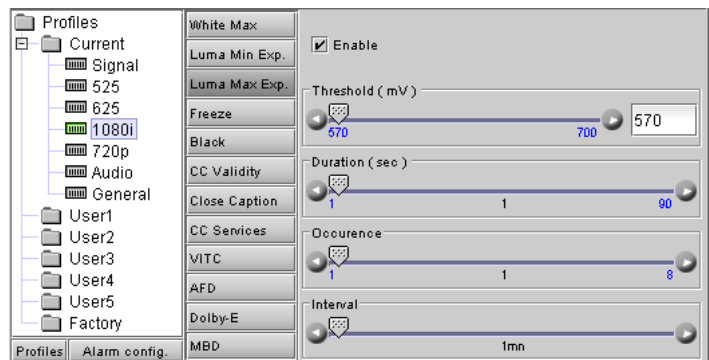 Profiles
Current
Signal
525
625
1080i
720p
Audio
General
User1
User2
User3
User4
User5
Factory
Profiles
Alarm config.
White Max
Luma Min Exp.
Luma Max Exp.
Freeze
Black
CC Validity
Close Caption
CC Services
VITC
AFD
Dolby-E
MBD
Enable
Threshold ( mV )
570 700 570
Duration ( sec )
1 1 90
Occurence
1 1 8
Interval
1mn